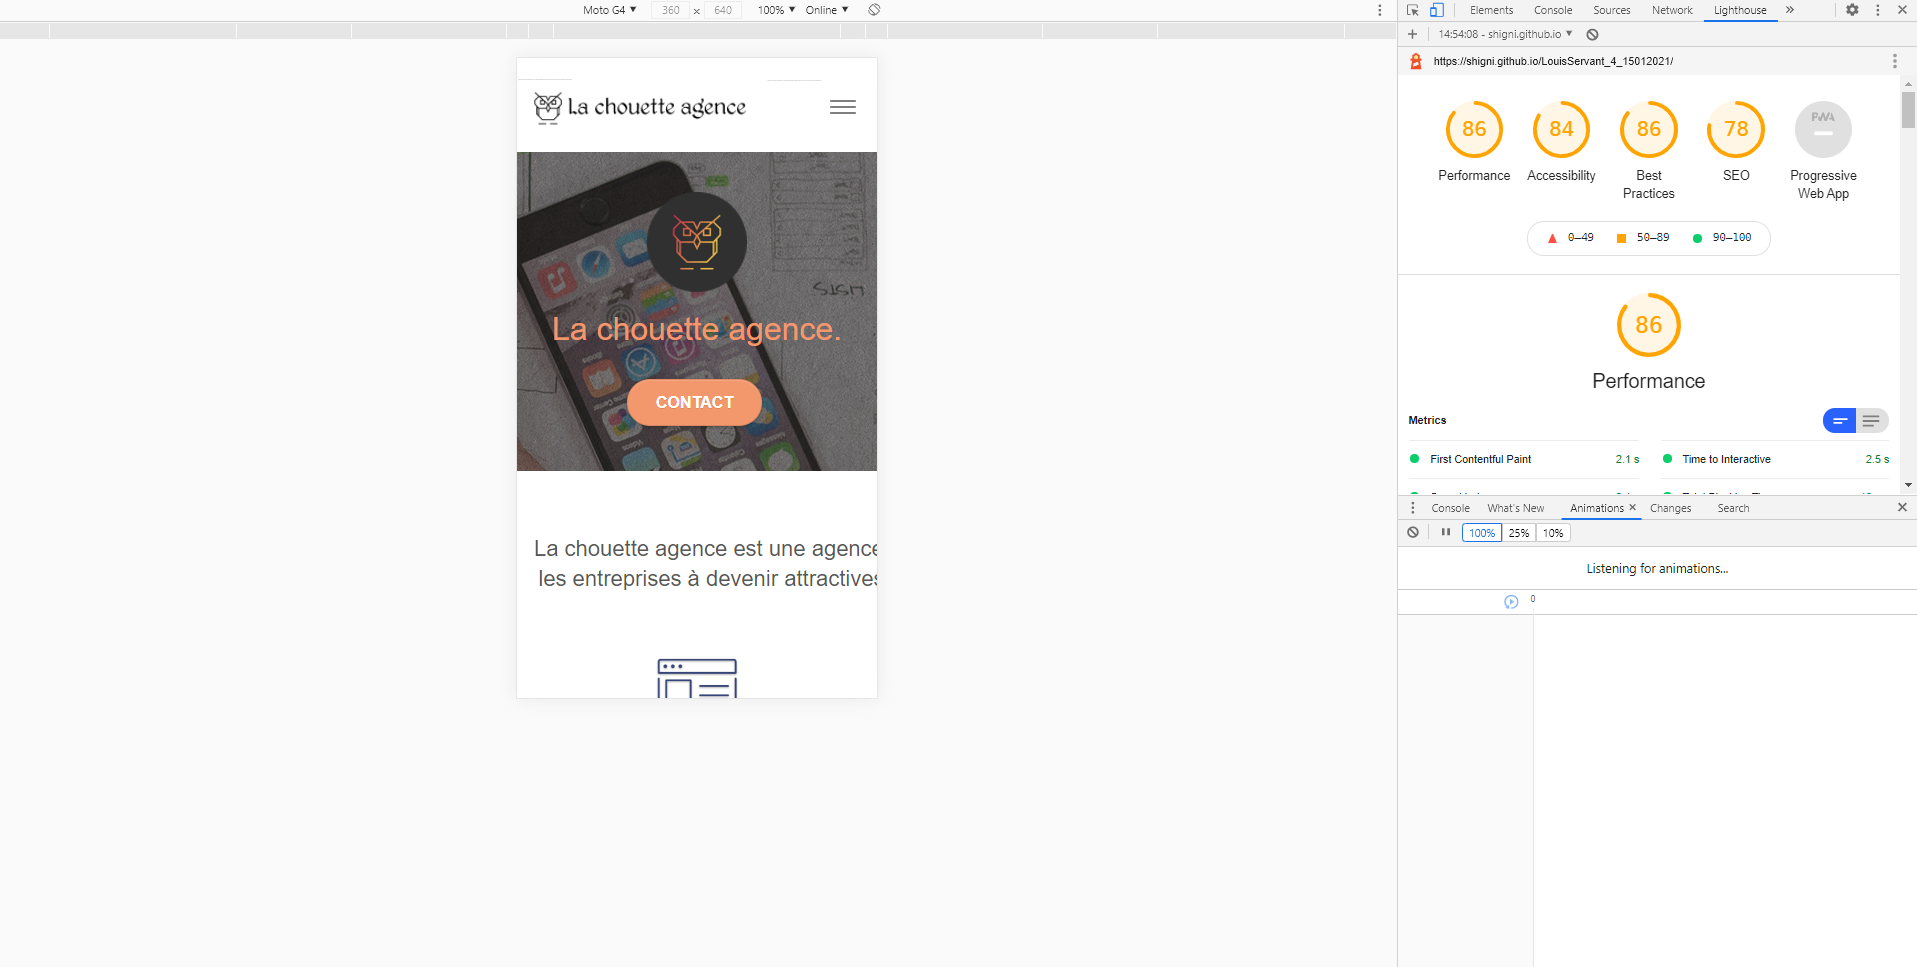 Moto G4 ▼ 360 × 640 100% ▼ Online ▼
Elements Console Sources Network Lighthouse »
14:54:08 - shigni.github.io ▼
https://shigni.github.io/LouisServant_4_15012021/
La chouette agence
La chouette agence.
CONTACT
La chouette agence est une agence
les entreprises à devenir attractives
86 84 86 78 PWA
Performance Accessibility Best Practices SEO Progressive Web App
0–49 50–89 90–100
86
Performance
Metrics
First Contentful Paint 2.1 s Time to Interactive 2.5 s
Console What's New Animations × Changes Search
100% 25% 10%
Listening for animations...
0